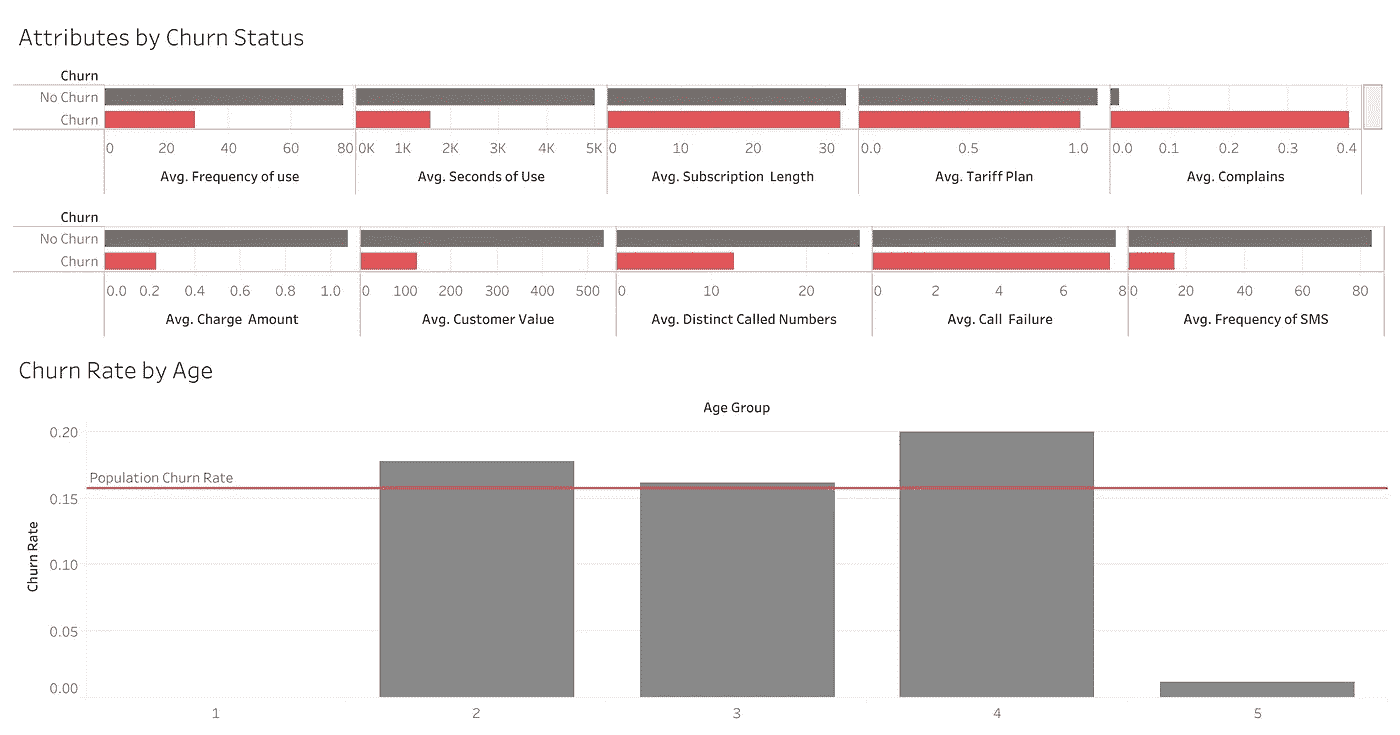 Attributes by Churn Status
Churn
No Churn
Churn
0 20 40 60 80 0K 1K 2K 3K 4K 5K 0 10 20 30 0.0 0.5 1.0 0.0 0.1 0.2 0.3 0.4
Avg. Frequency of use Avg. Seconds of Use Avg. Subscription Length Avg. Tariff Plan Avg. Complains
Churn
No Churn
Churn
0.0 0.2 0.4 0.6 0.8 1.0 0 100 200 300 400 500 0 10 20 0 2 4 6 8 0 20 40 60 80
Avg. Charge Amount Avg. Customer Value Avg. Distinct Called Numbers Avg. Call Failure Avg. Frequency of SMS
Churn Rate by Age
Age Group
0.20
Population Churn Rate
0.15
Churn Rate
0.10
0.05
0.00
1 2 3 4 5